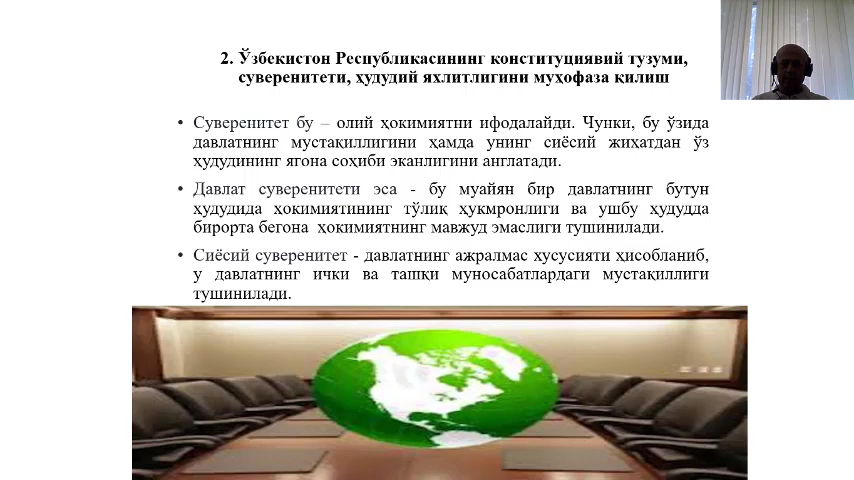 2. Ўзбекистон Республикасининг конституциявий тузуми,
суверенитети, ҳудудий яхлитлигини муҳофаза қилиш
• Суверенитет бу – олий ҳокимиятни ифодалайди. Чунки, бу ўзида
давлатнинг мустақиллигини ҳамда унинг сиёсий жиҳатдан ўз
ҳудудининг ягона соҳиби эканлигини англатади.
• Давлат суверенитети эса - бу муайян бир давлатнинг бутун
ҳудудида ҳокимиятининг тўлиқ ҳукмронлиги ва ушбу ҳудудда
бирорта бегона ҳокимиятнинг мавжуд эмаслиги тушинилади.
• Сиёсий суверенитет - давлатнинг ажралмас хусусияти ҳисобланиб,
у давлатнинг ички ва ташқи муносабатлардаги мустақиллиги
тушинилади.